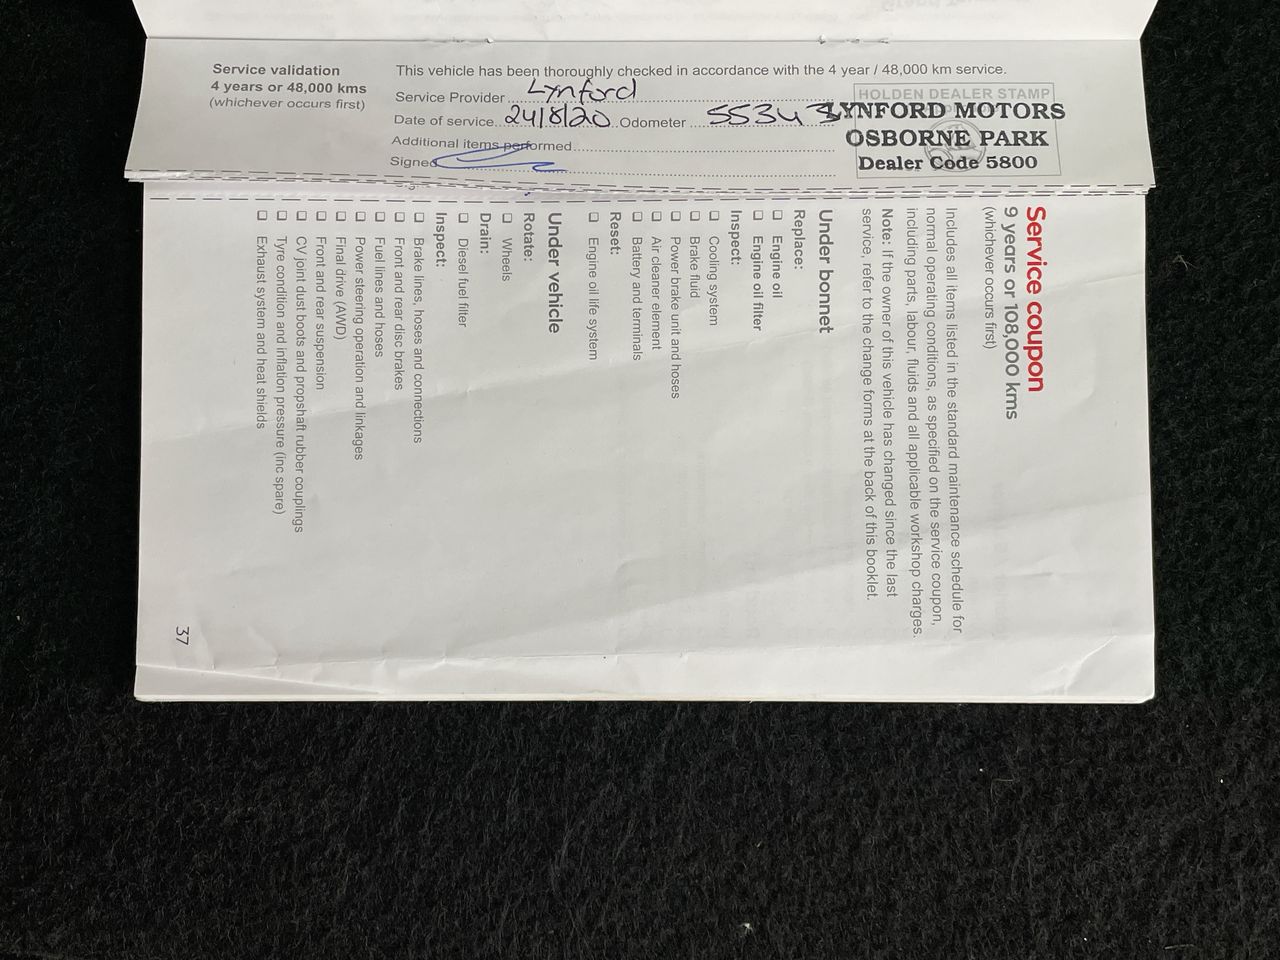 Service validation
4 years or 48,000 kms
(whichever occurs first)
This vehicle has been thoroughly checked in accordance with the 4 year / 48,000 km service.
Service Provider Lynford
Date of service 24/8/20 Odometer 55343
Additional items performed
Signed
HOLDEN DEALER STAMP
LYNFORD MOTORS
OSBORNE PARK
Dealer Code 5800
Service coupon
9 years or 108,000 kms
(whichever occurs first)
Includes all items listed in the standard maintenance schedule for
normal operating conditions, as specified on the service coupon,
including parts, labour, fluids and all applicable workshop charges.
Note: If the owner of this vehicle has changed since the last
service, refer to the change forms at the back of this booklet.
Under bonnet
Replace:
☐ Engine oil
☐ Engine oil filter
Inspect:
☐ Cooling system
☐ Brake fluid
☐ Power brake unit and hoses
☐ Air cleaner element
☐ Battery and terminals
Reset:
☐ Engine oil life system
Under vehicle
Rotate:
☐ Wheels
Drain:
☐ Diesel fuel filter
Inspect:
☐ Brake lines, hoses and connections
☐ Front and rear disc brakes
☐ Fuel lines and hoses
☐ Power steering operation and linkages
☐ Final drive (AWD)
☐ Front and rear suspension
☐ CV joint dust boots and propshaft rubber couplings
☐ Tyre condition and inflation pressure (inc spare)
☐ Exhaust system and heat shields
37